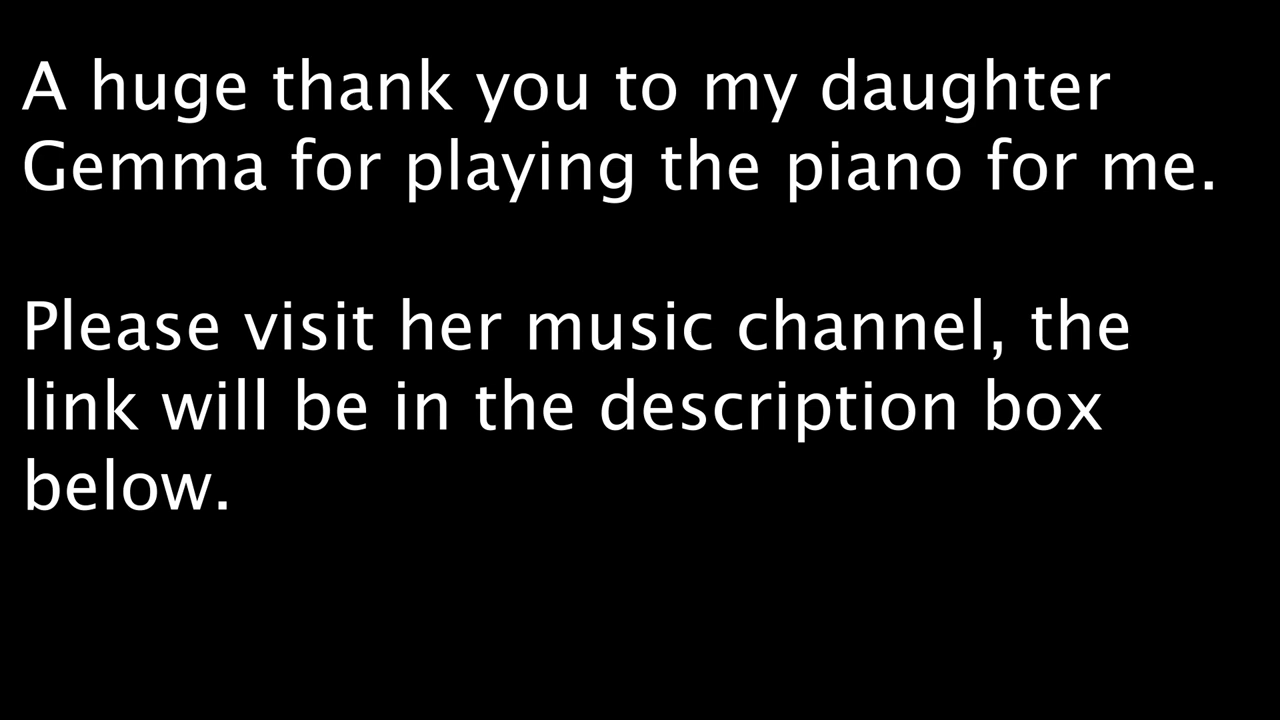 A huge thank you to my daughter
Gemma for playing the piano for me.
Please visit her music channel, the
link will be in the description box
below.